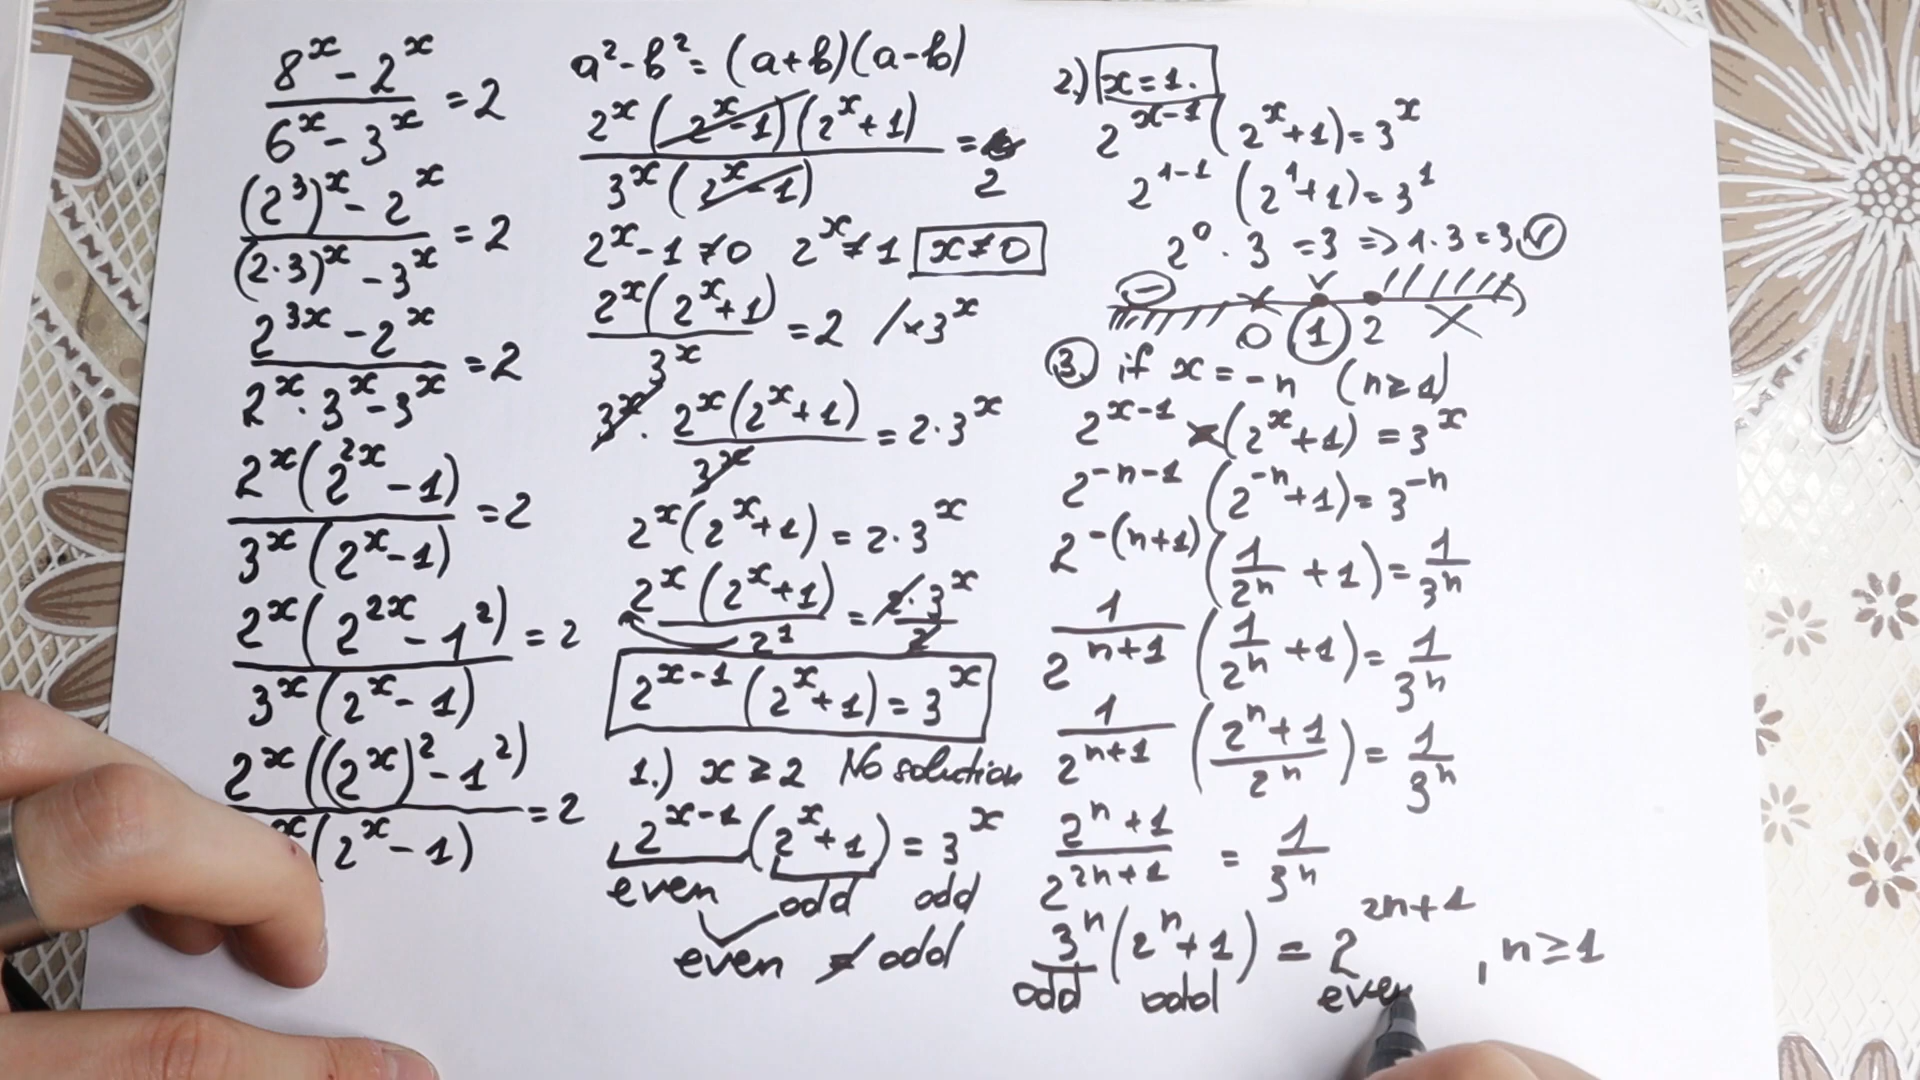 8^x - 2^x / 6^x - 3^x = 2
(2^3)^x - 2^x / (2·3)^x - 3^x = 2
2^3x - 2^x / 2^x · 3^x - 3^x = 2
2^x(2^2x - 1) / 3^x(2^x - 1) = 2
2^x(2^2x - 1^2) / 3^x(2^x - 1) = 2
2^x((2^x)^2 - 1^2) / x(2^x - 1) = 2
a^2 - b^2 = (a+b)(a-b)
2^x(2^x - 1)(2^x + 1) / 3^x(2^x - 1) = 2
2^x - 1 ≠ 0 2^x ≠ 1 x ≠ 0
2^x(2^x + 1) / 3^x = 2 /×3^x
3^x · 2^x(2^x + 1) / 3^x = 2·3^x
2^x(2^x + 1) = 2·3^x
2^x(2^x + 1) / 2^1 = 2·3^x / 2
2^x-1 (2^x + 1) = 3^x
1.) x ≥ 2 No solution
2^x-1 (2^x + 1) = 3^x
even odd odd
even ≠ odd
2.) x = 1.
2^x-1 (2^x + 1) = 3^x
2^1-1 (2^1 + 1) = 3^1
2^0 · 3 = 3 => 1·3 = 3 ✓
− × ✓
0 1 2 ×
3. if x = -n (n ≥ 1)
2^x-1 (2^x + 1) = 3^x
2^-n-1 (2^-n + 1) = 3^-n
2^-(n+1) (1/2^n + 1) = 1/3^n
1/2^n+1 (1/2^n + 1) = 1/3^n
1/2^n+1 (2^n + 1 / 2^n) = 1/3^n
2^n + 1 / 2^2n+1 = 1/3^n
3^n(2^n + 1) = 2^2n+1 , n ≥ 1
odd odd even